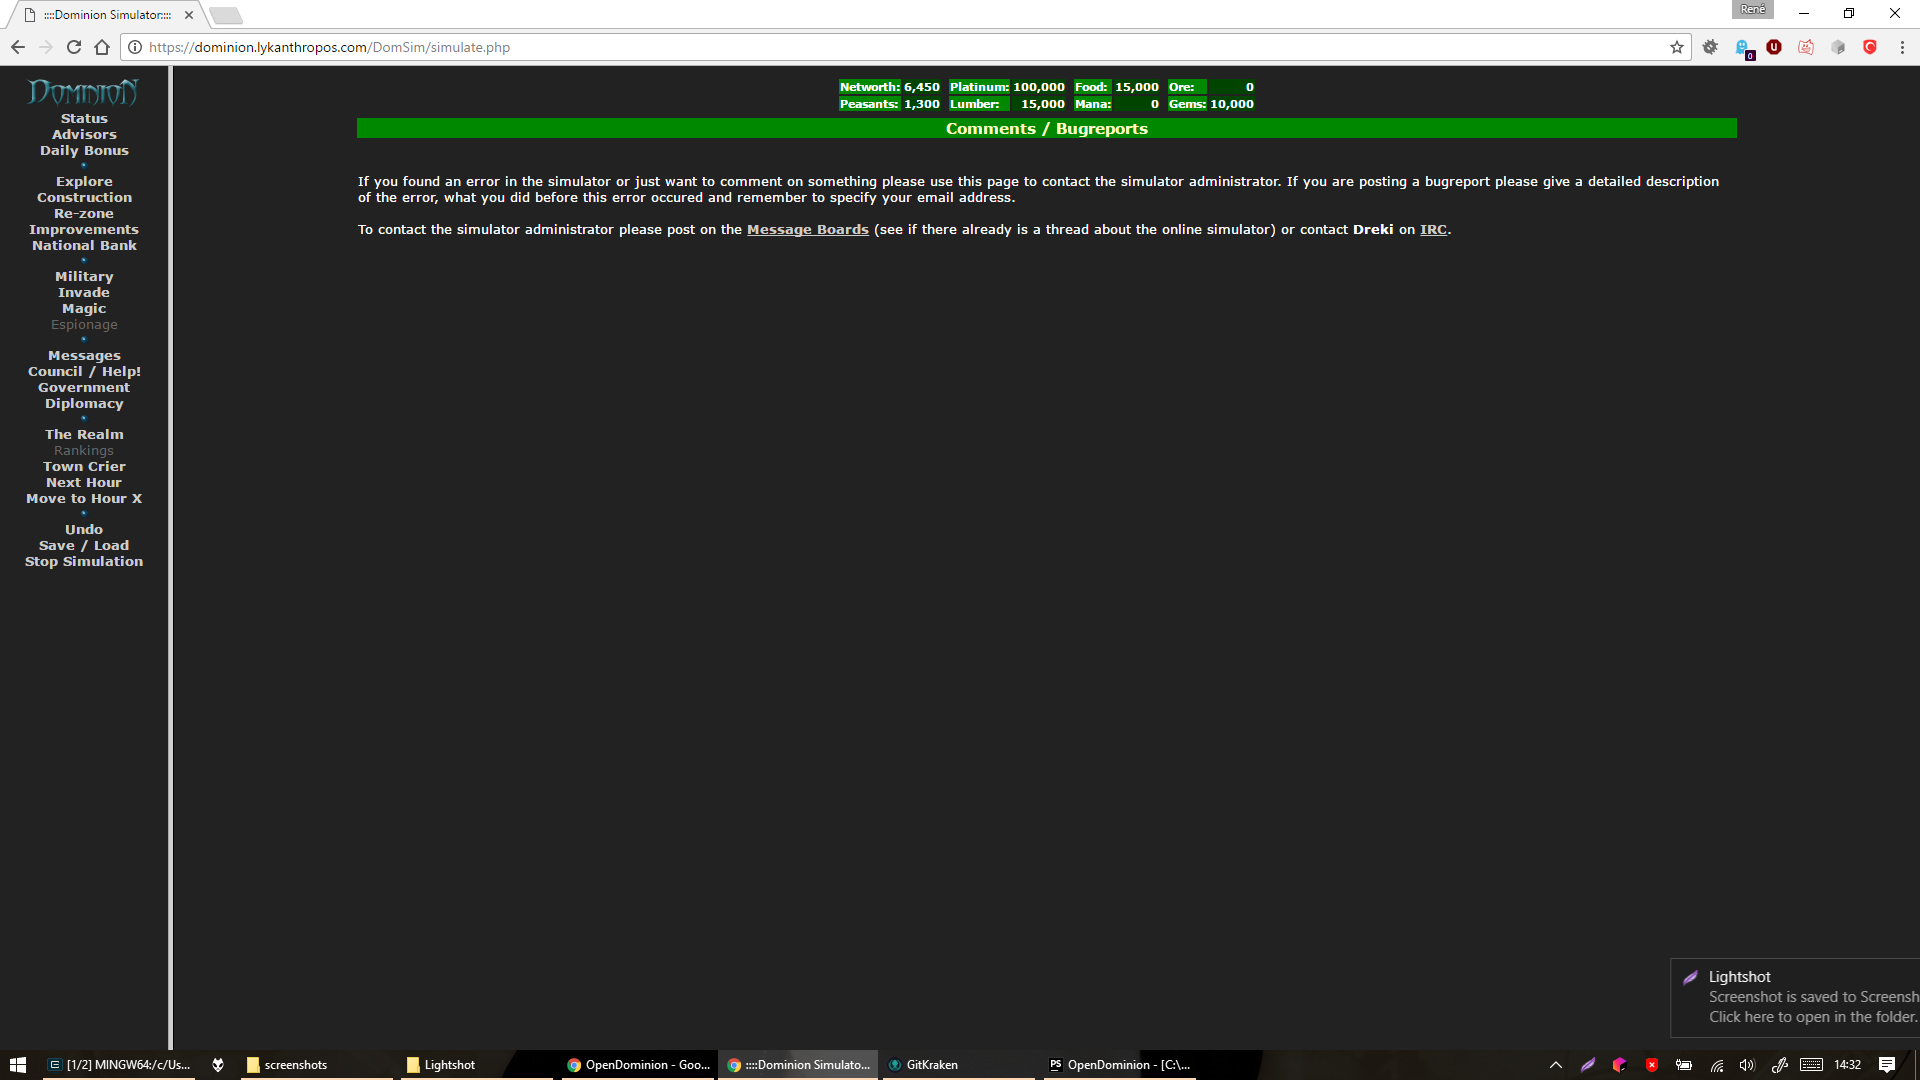 ::::Dominion Simulator::::
René
https://dominion.lykanthropos.com/DomSim/simulate.php
0
DOMINION
Status
Advisors
Daily Bonus
Explore
Construction
Re-zone
Improvements
National Bank
Military
Invade
Magic
Espionage
Messages
Council / Help!
Government
Diplomacy
The Realm
Rankings
Town Crier
Next Hour
Move to Hour X
Undo
Save / Load
Stop Simulation
Networth: 6,450 Platinum: 100,000 Food: 15,000 Ore: 0
Peasants: 1,300 Lumber: 15,000 Mana: 0 Gems: 10,000
Comments / Bugreports
If you found an error in the simulator or just want to comment on something please use this page to contact the simulator administrator. If you are posting a bugreport please give a detailed description
of the error, what you did before this error occured and remember to specify your email address.
To contact the simulator administrator please post on the Message Boards (see if there already is a thread about the online simulator) or contact Dreki on IRC.
Lightshot
Screenshot is saved to Screensh
Click here to open in the folder.
[1/2] MINGW64:/c/Us...
screenshots
Lightshot
OpenDominion - Goo...
::::Dominion Simulato...
GitKraken
PS OpenDominion - [C:\...
14:32